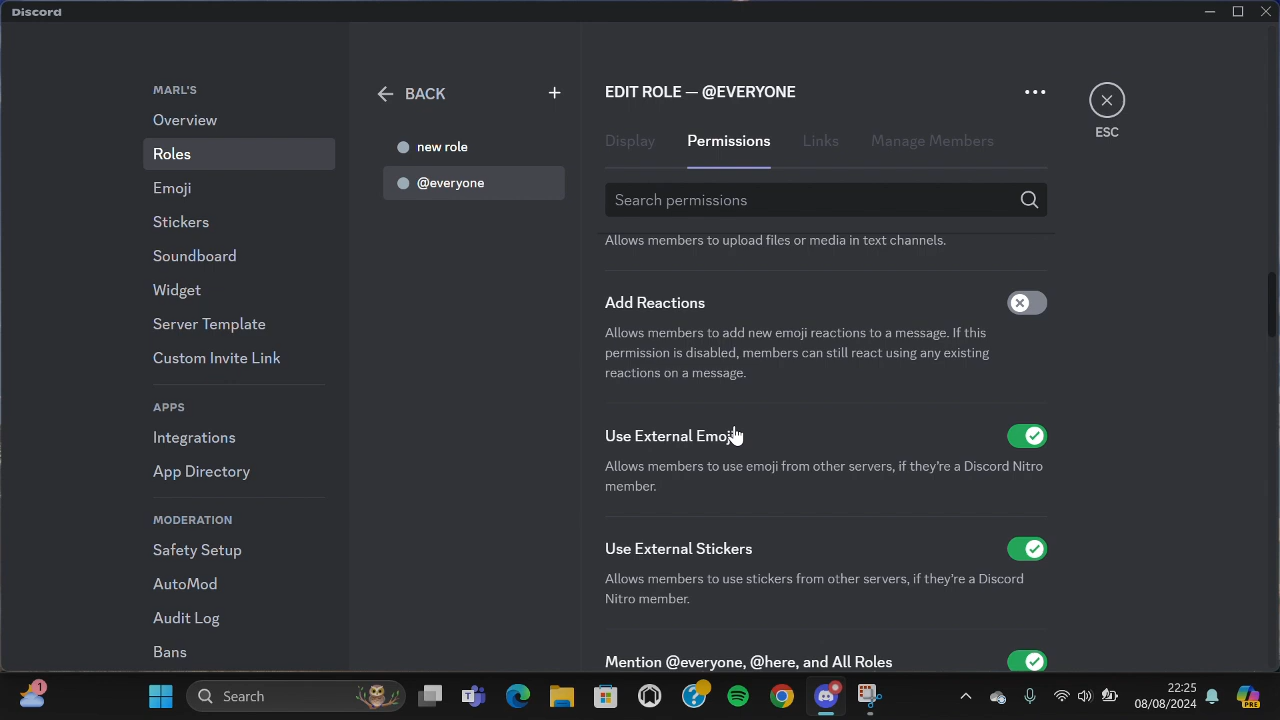 Discord
MARL'S
Overview
Roles
Emoji
Stickers
Soundboard
Widget
Server Template
Custom Invite Link
APPS
Integrations
App Directory
MODERATION
Safety Setup
AutoMod
Audit Log
Bans
BACK
new role
@everyone
EDIT ROLE — @EVERYONE
ESC
Display Permissions Links Manage Members
Search permissions
Allows members to upload files or media in text channels.
Add Reactions
Allows members to add new emoji reactions to a message. If this
permission is disabled, members can still react using any existing
reactions on a message.
Use External Emoji
Allows members to use emoji from other servers, if they're a Discord Nitro
member.
Use External Stickers
Allows members to use stickers from other servers, if they're a Discord
Nitro member.
Mention @everyone, @here, and All Roles
1
Search
22:25
08/08/2024
PRE